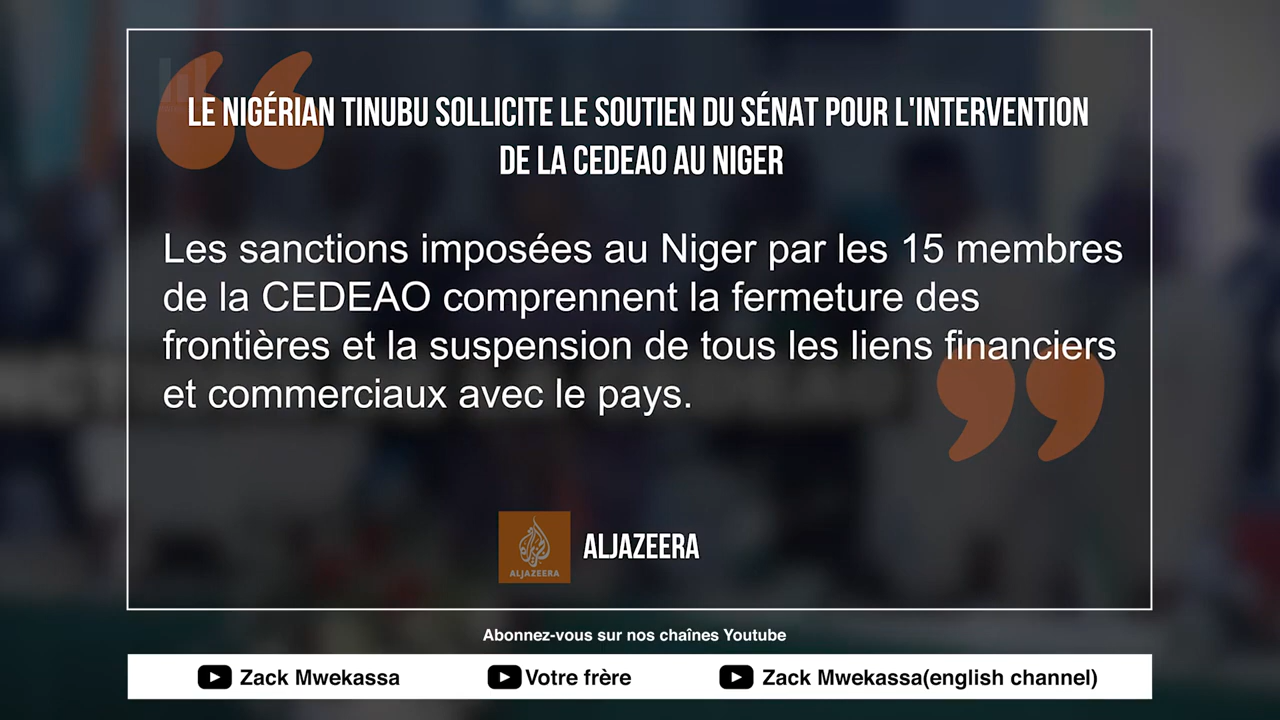 LE NIGÉRIAN TINUBU SOLLICITE LE SOUTIEN DU SÉNAT POUR L'INTERVENTION
DE LA CEDEAO AU NIGER
Les sanctions imposées au Niger par les 15 membres
de la CEDEAO comprennent la fermeture des
frontières et la suspension de tous les liens financiers
et commerciaux avec le pays.
ALJAZEERA
ALJAZEERA
Abonnez-vous sur nos chaînes Youtube
Zack Mwekassa
Votre frère
Zack Mwekassa(english channel)